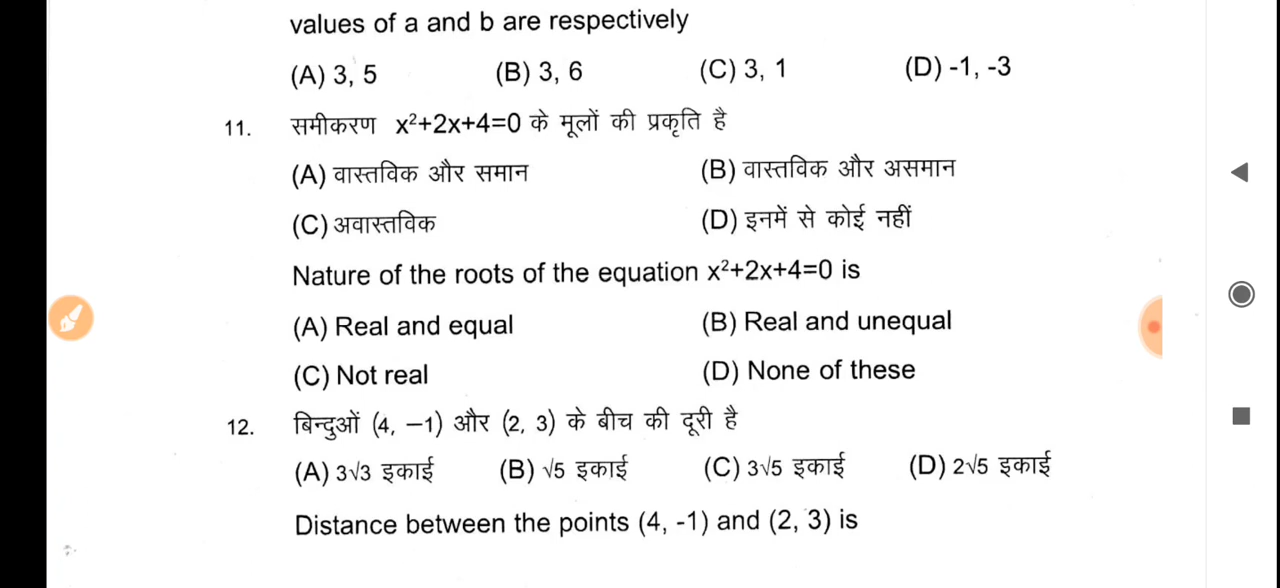 values of a and b are respectively
(A) 3, 5 (B) 3, 6 (C) 3, 1 (D) -1, -3
11. समीकरण x²+2x+4=0 के मूलों की प्रकृति है
(A) वास्तविक और समान (B) वास्तविक और असमान
(C) अवास्तविक (D) इनमें से कोई नहीं
Nature of the roots of the equation x²+2x+4=0 is
(A) Real and equal (B) Real and unequal
(C) Not real (D) None of these
12. बिन्दुओं (4, −1) और (2, 3) के बीच की दूरी है
(A) 3√3 इकाई (B) √5 इकाई (C) 3√5 इकाई (D) 2√5 इकाई
Distance between the points (4, -1) and (2, 3) is